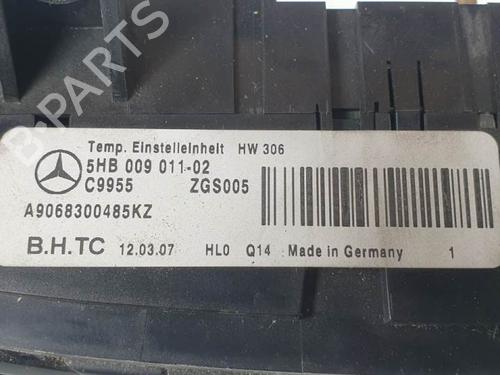 B-PARTS
Temp. Einstelleinheit HW 306
5HB 009 011-02
C9955 ZGS005
A9068300485KZ
B.H.TC 12.03.07 HL0 Q14 Made in Germany 1